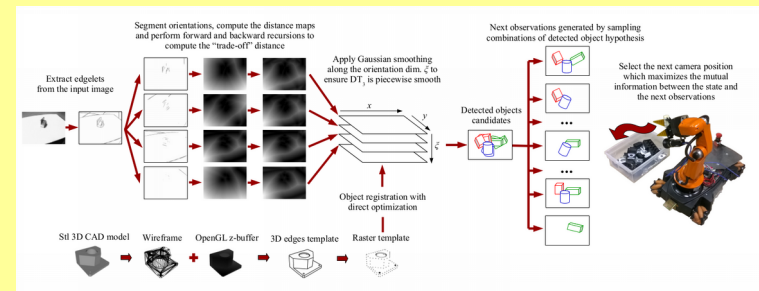 Segment orientations, compute the distance maps
and perform forward and backward recursions to
compute the “trade-off” distance
Extract edgelets
from the input image
Apply Gaussian smoothing
along the orientation dim. ξ to
ensure DT₃ is piecewise smooth
x
y
ξ
Object registration with
direct optimization
Detected objects
candidates
Next observations generated by sampling
combinations of detected object hypothesis
...
...
Select the next camera position
which maximizes the mutual
information between the state and
the next observations
Stl 3D CAD model
Wireframe
OpenGL z-buffer
3D edges template
Raster template
+